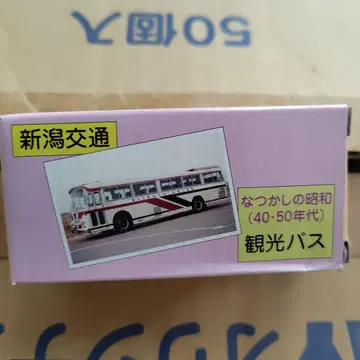 50個入
新潟交通
なつかしの昭和
(40・50年代)
観光バス